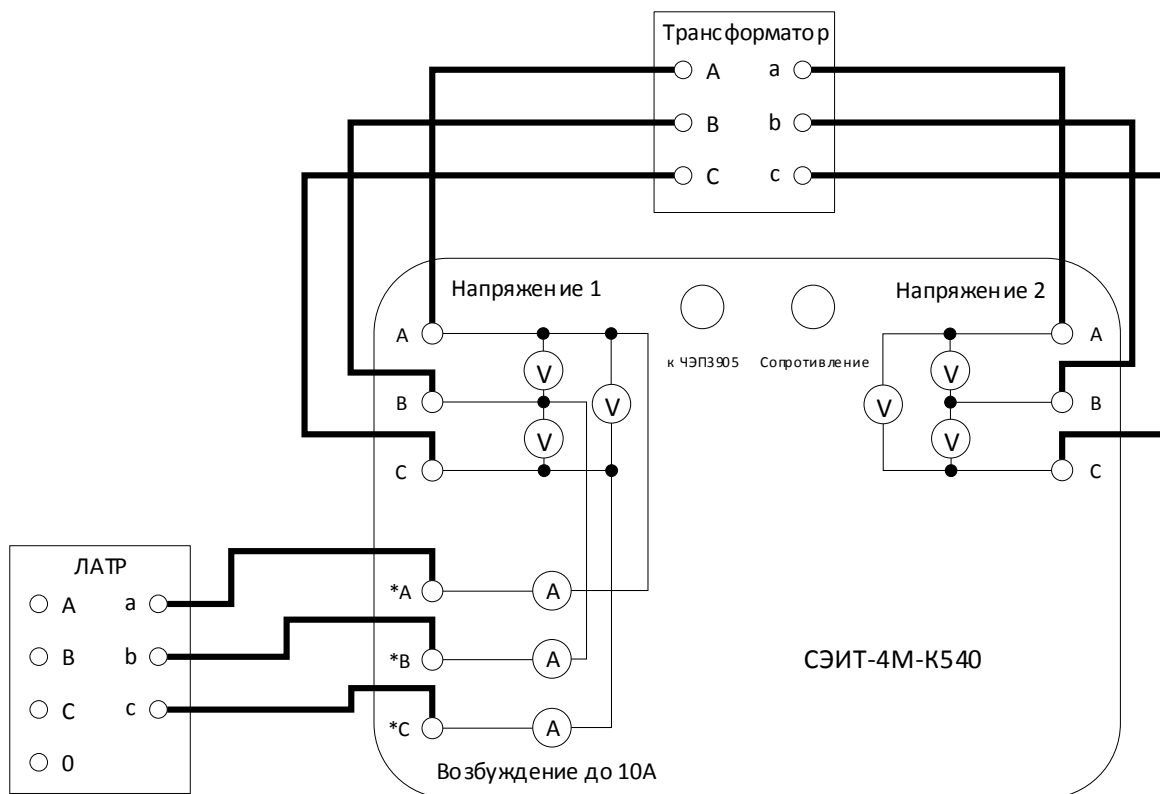 Трансформатор
A a
B b
C c
Напряжение 1
Напряжение 2
A
V
V
A
к ЧЭП3905
Сопротивление
V
V
B
B
V
V
C
C
ЛАТР
A a
*A
A
B b
*B
A
СЭИТ-4М-К540
C c
*C
A
0
Возбуждение до 10А